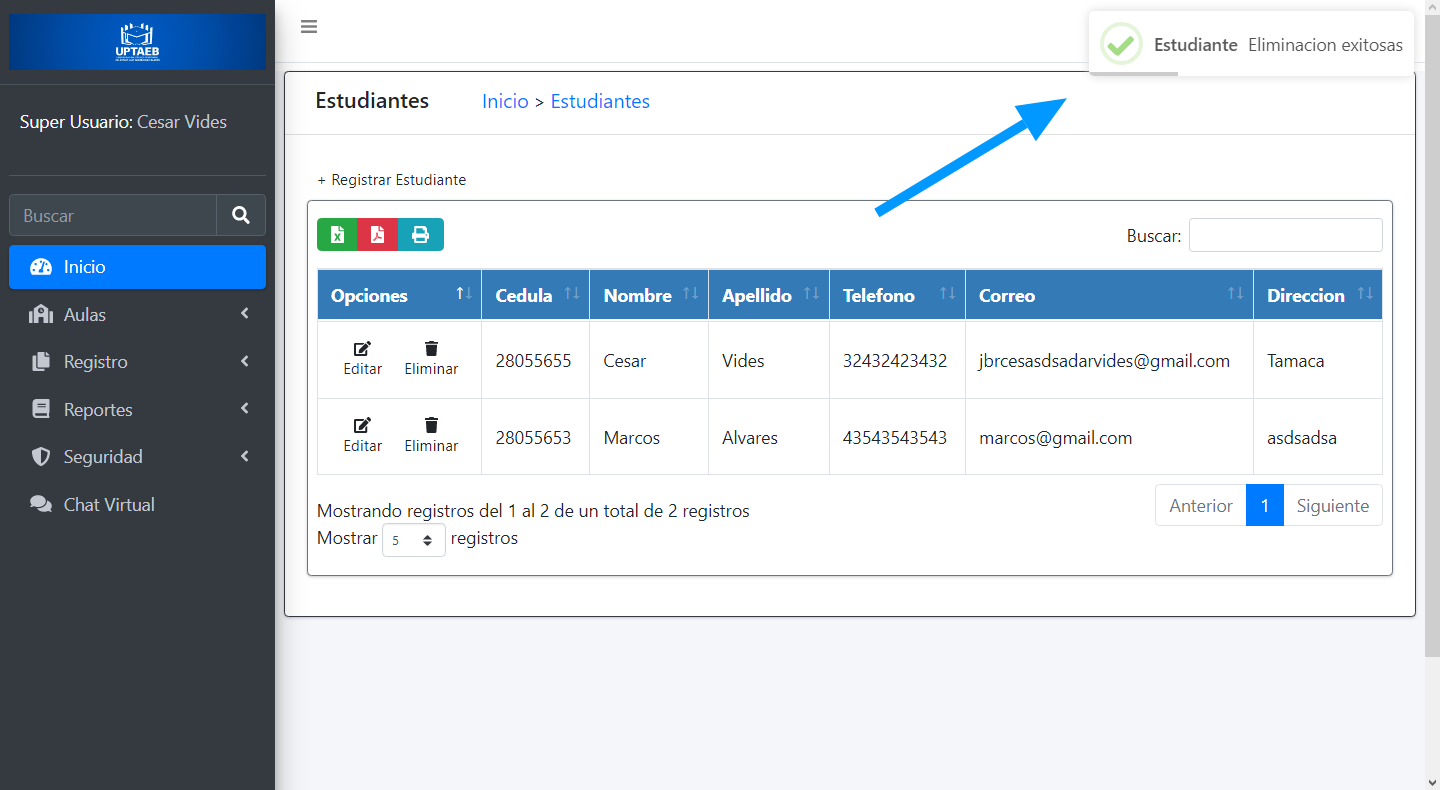 UPTAEB
Super Usuario: Cesar Vides
Buscar
Inicio
Aulas
Registro
Reportes
Seguridad
Chat Virtual
Estudiante Eliminacion exitosas
Estudiantes Inicio > Estudiantes
+ Registrar Estudiante
Buscar:
Opciones Cedula Nombre Apellido Telefono Correo Direccion
Editar Eliminar 28055655 Cesar Vides 32432423432 jbrcesasdsadarvides@gmail.com Tamaca
Editar Eliminar 28055653 Marcos Alvares 43543543543 marcos@gmail.com asdsadsa
Mostrando registros del 1 al 2 de un total de 2 registros
Mostrar 5 registros
Anterior 1 Siguiente